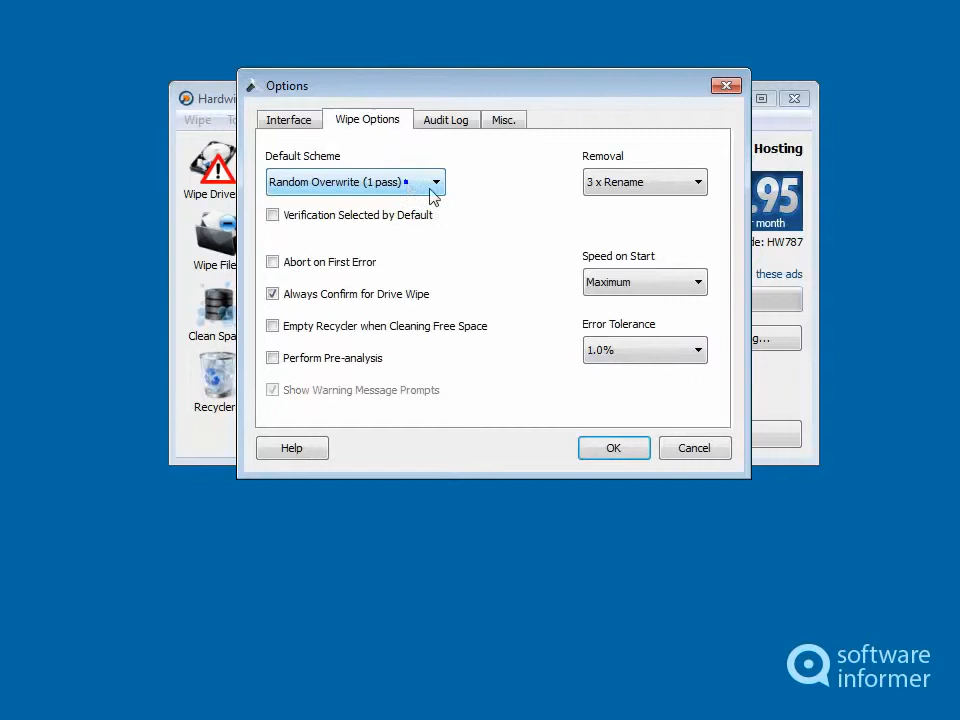 Options
Hardwi
Wipe
Interface
Wipe Options
Audit Log
Misc.
Default Scheme
Random Overwrite (1 pass)
Verification Selected by Default
Abort on First Error
Always Confirm for Drive Wipe
Empty Recycler when Cleaning Free Space
Perform Pre-analysis
Show Warning Message Prompts
Removal
3 x Rename
Speed on Start
Maximum
Error Tolerance
1.0%
Help
OK
Cancel
Wipe Drive
Wipe File
Clean Spa
Recycler
Hosting
.95
month
de: HW787
these ads
g...
software
informer